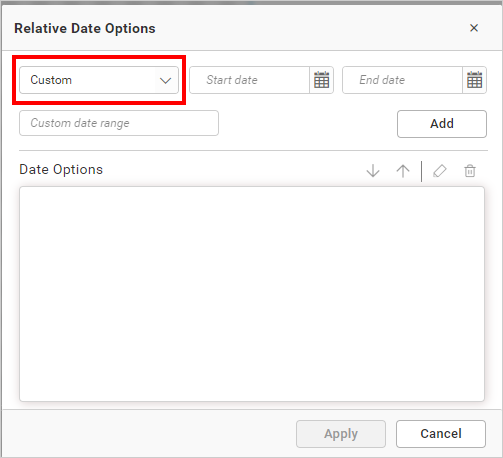 Relative Date Options
Custom Start date End date
Custom date range Add
Date Options
Apply Cancel